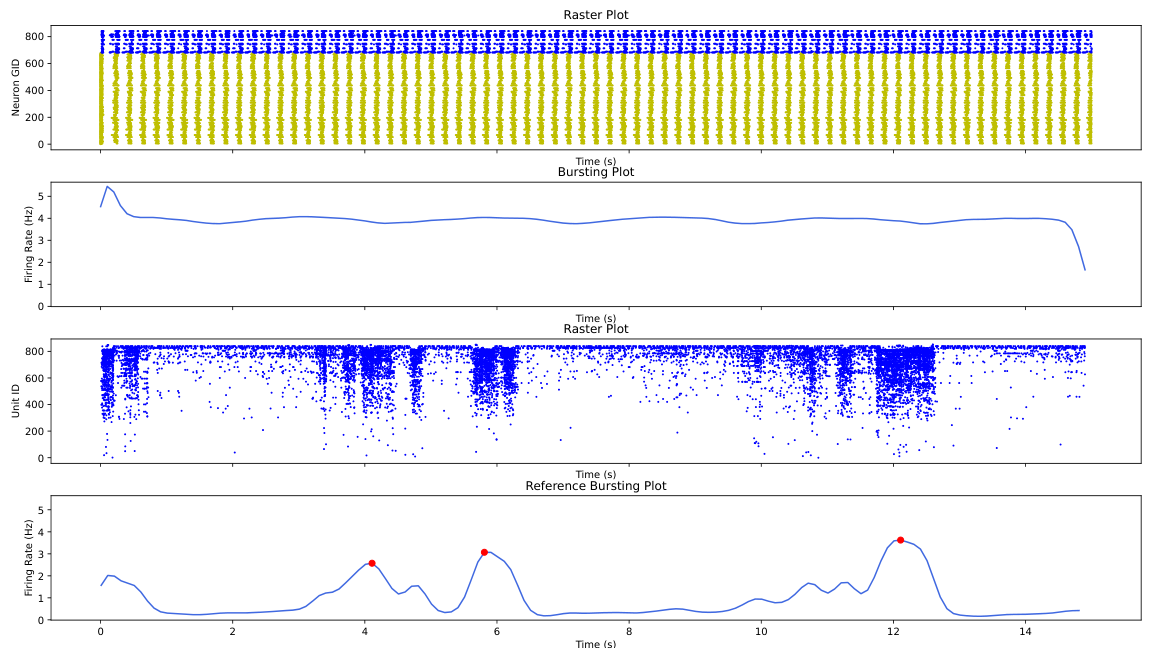 Raster Plot
800
600
400
200
0
Neuron GID
Time (s)
Bursting Plot
5
4
3
2
1
0
Firing Rate (Hz)
Time (s)
Raster Plot
800
600
400
200
0
Unit ID
Time (s)
Reference Bursting Plot
5
4
3
2
1
0
Firing Rate (Hz)
0 2 4 6 8 10 12 14
Time (s)